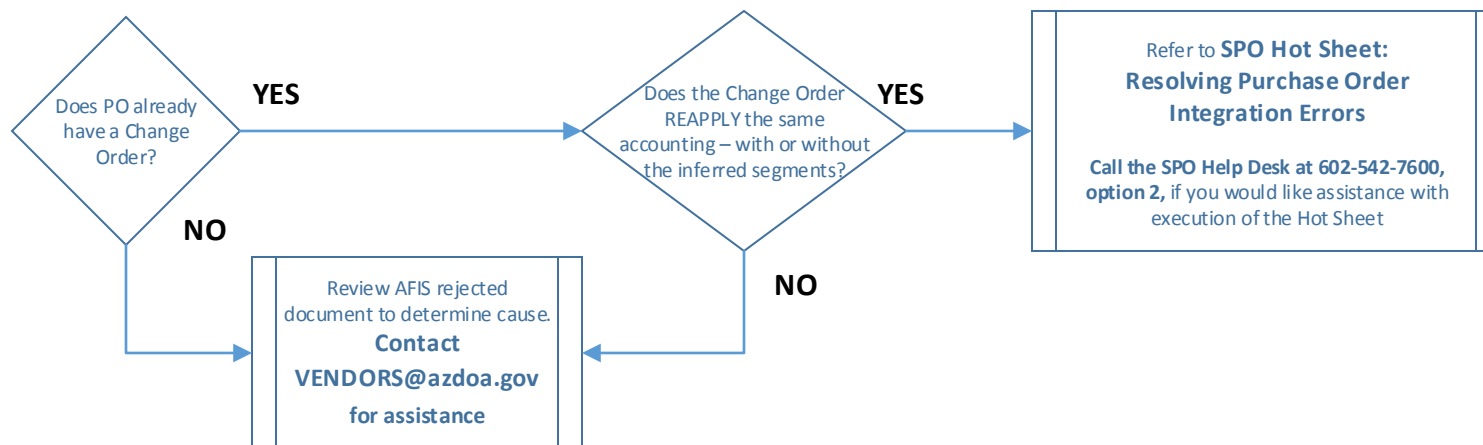 Does PO already
have a Change
Order?
YES
NO
Does the Change Order
REAPPLY the same
accounting – with or without
the inferred segments?
YES
NO
Refer to SPO Hot Sheet:
Resolving Purchase Order
Integration Errors
Call the SPO Help Desk at 602-542-7600,
option 2, if you would like assistance with
execution of the Hot Sheet
Review AFIS rejected
document to determine cause.
Contact
VENDORS@azdoa.gov
for assistance